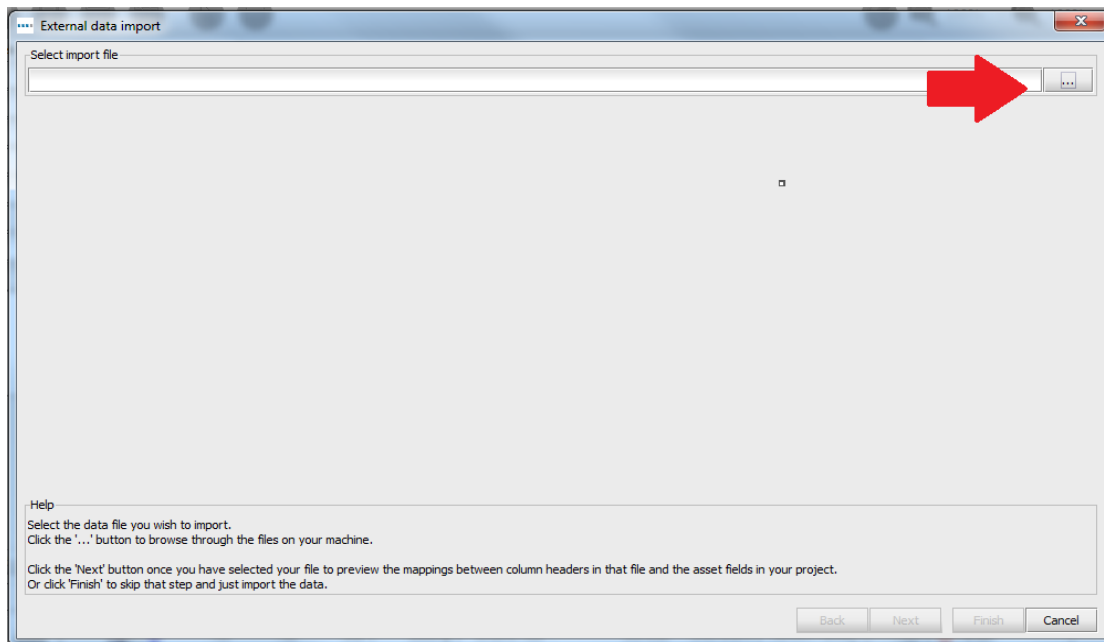 External data import
Select import file
...
Help
Select the data file you wish to import.
Click the '...' button to browse through the files on your machine.
Click the 'Next' button once you have selected your file to preview the mappings between column headers in that file and the asset fields in your project.
Or click 'Finish' to skip that step and just import the data.
Back Next Finish Cancel